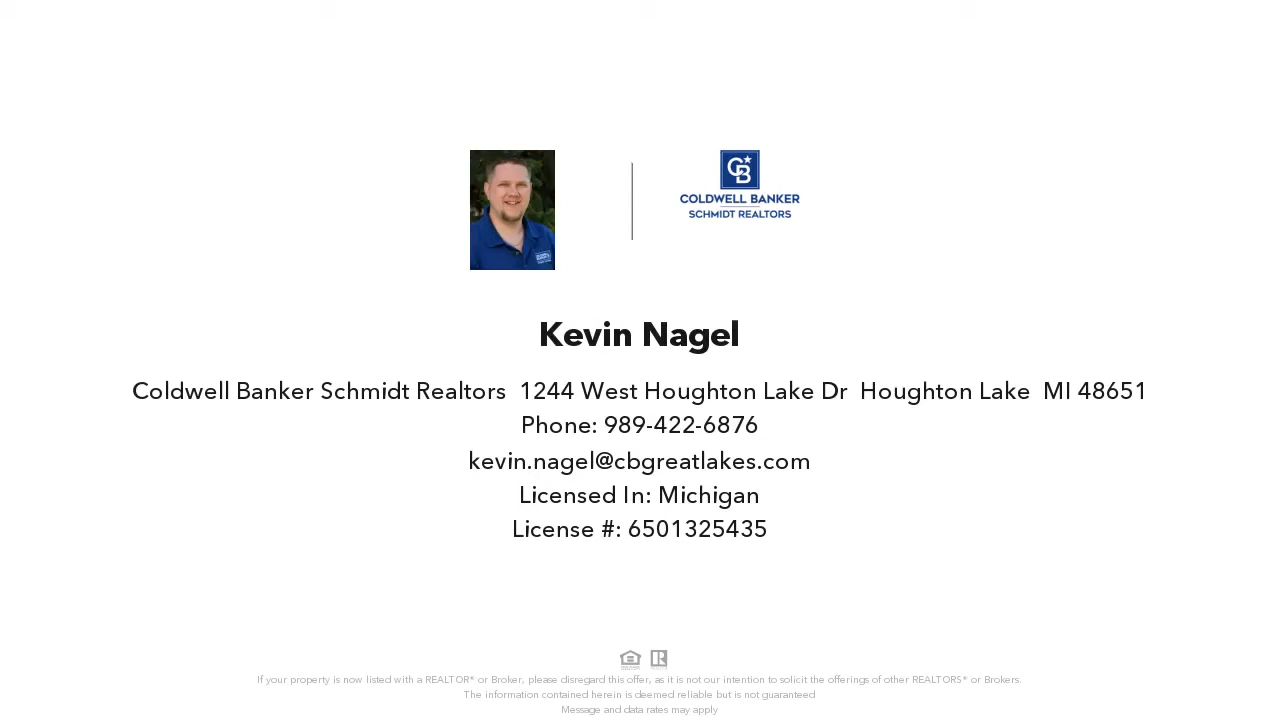 CB
COLDWELL BANKER
SCHMIDT REALTORS
Kevin Nagel
Coldwell Banker Schmidt Realtors  1244 West Houghton Lake Dr  Houghton Lake  MI 48651
Phone: 989-422-6876
kevin.nagel@cbgreatlakes.com
Licensed In: Michigan
License #: 6501325435
If your property is now listed with a REALTOR® or Broker, please disregard this offer, as it is not our intention to solicit the offerings of other REALTORS® or Brokers.
The information contained herein is deemed reliable but is not guaranteed
Message and data rates may apply